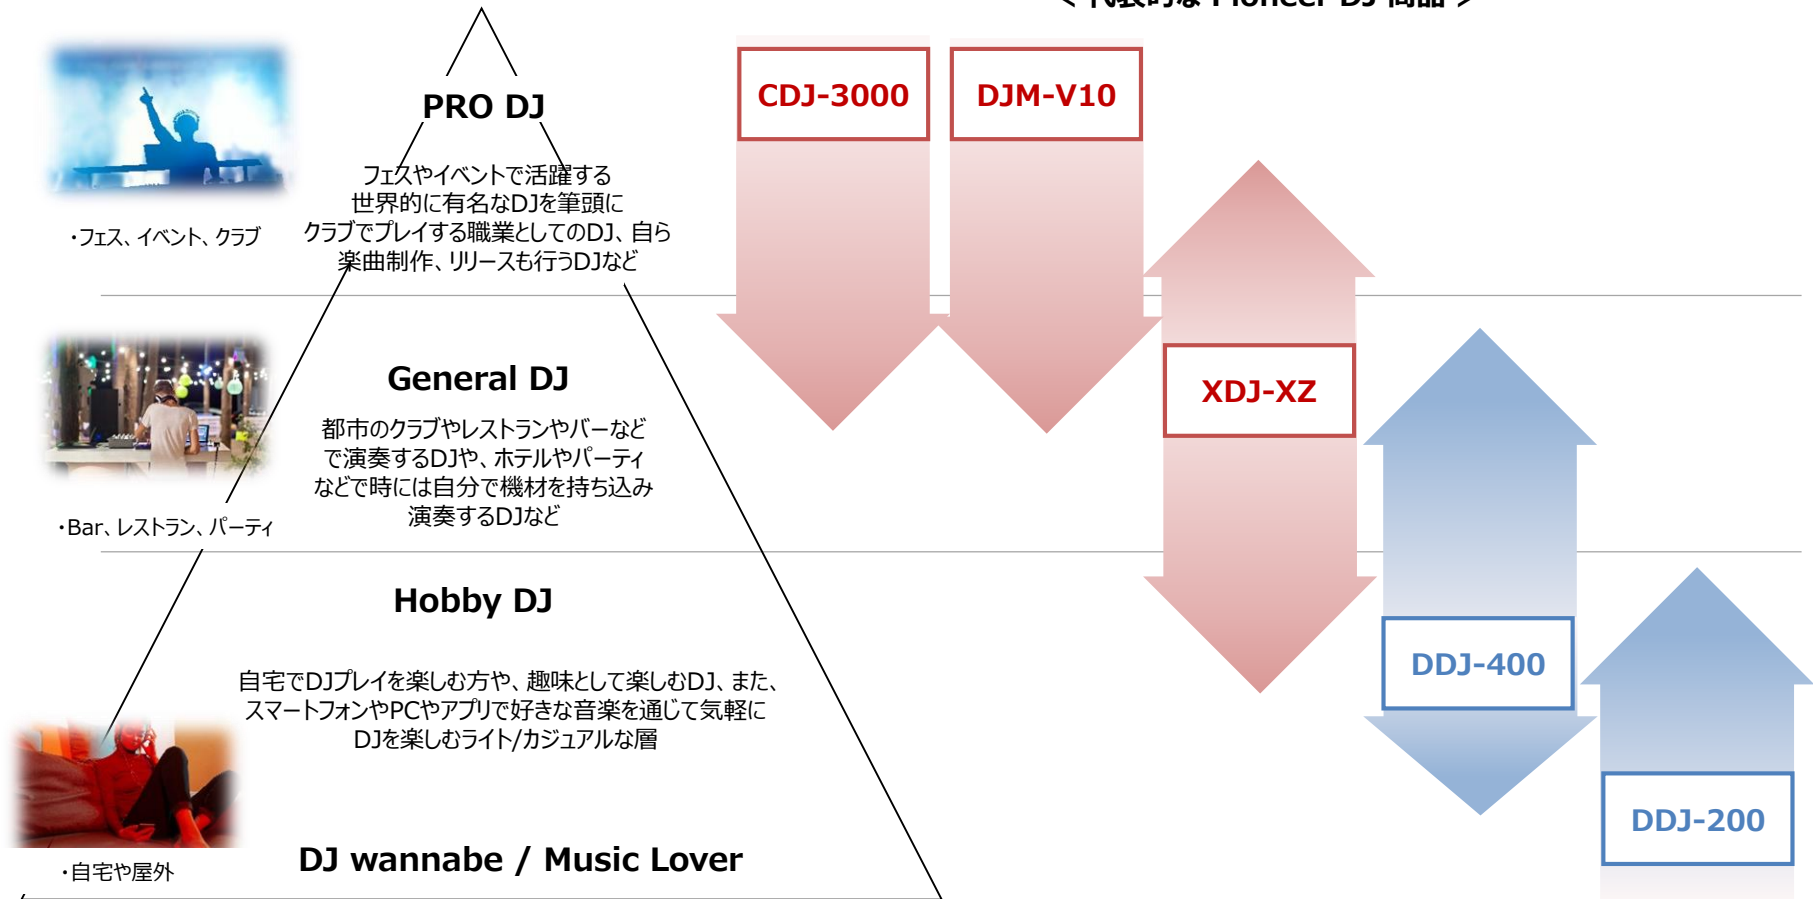 < 代表的な Pioneer DJ 商品 >
PRO DJ
フェスやイベントで活躍する
世界的に有名なDJを筆頭に
クラブでプレイする職業としてのDJ、自ら
楽曲制作、リリースも行うDJなど
・フェス、イベント、クラブ
CDJ-3000
DJM-V10
General DJ
都市のクラブやレストランやバーなど
で演奏するDJや、ホテルやパーティ
などで時には自分で機材を持ち込み
演奏するDJなど
・Bar、レストラン、パーティ
XDJ-XZ
Hobby DJ
自宅でDJプレイを楽しむ方や、趣味として楽しむDJ、また、
スマートフォンやPCやアプリで好きな音楽を通じて気軽に
DJを楽しむライト/カジュアルな層
DDJ-400
DJ wannabe / Music Lover
・自宅や屋外
DDJ-200